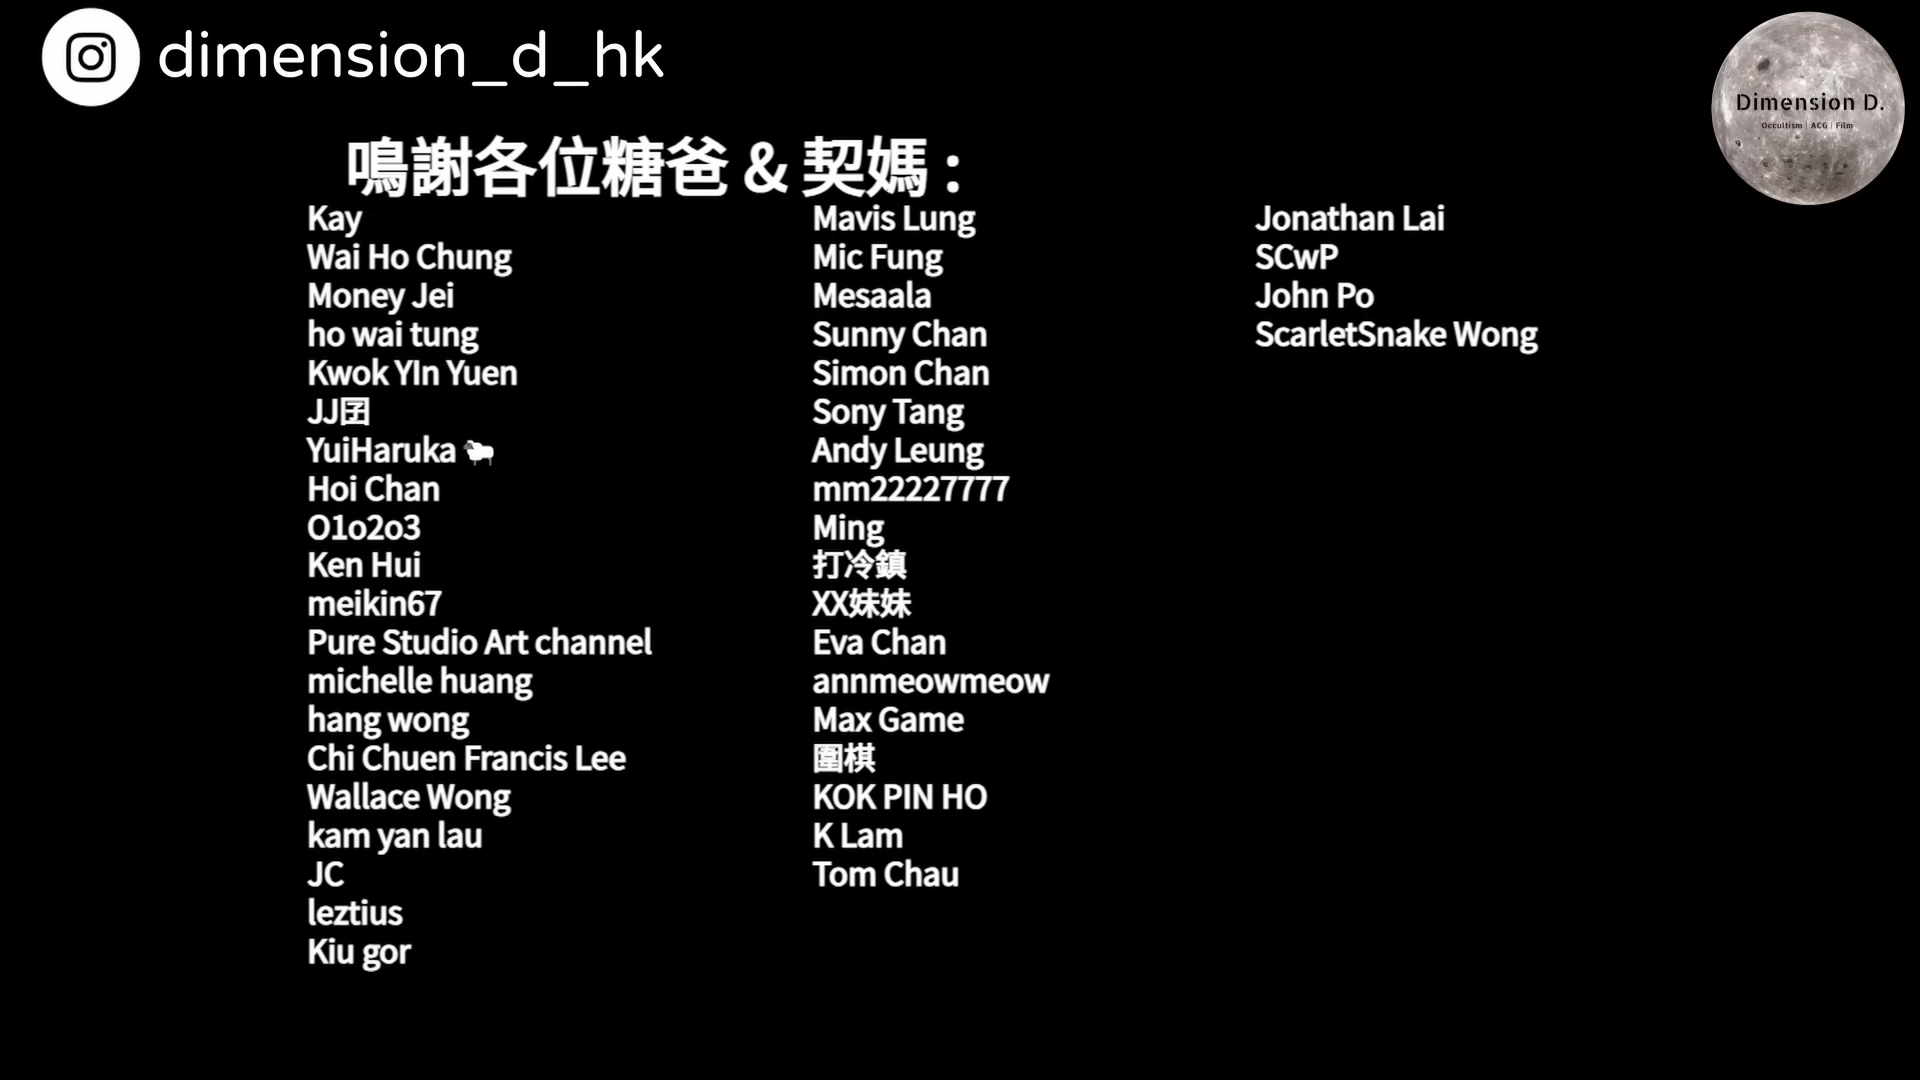 dimension_d_hk
Dimension D.
Occultism | ACG | Film
鳴謝各位糖爸 & 契媽 :
Kay
Wai Ho Chung
Money Jei
ho wai tung
Kwok YIn Yuen
JJ囝
YuiHaruka 🐑
Hoi Chan
O1o2o3
Ken Hui
meikin67
Pure Studio Art channel
michelle huang
hang wong
Chi Chuen Francis Lee
Wallace Wong
kam yan lau
JC
leztius
Kiu gor
Mavis Lung
Mic Fung
Mesaala
Sunny Chan
Simon Chan
Sony Tang
Andy Leung
mm22227777
Ming
打冷鎮
XX妹妹
Eva Chan
annmeowmeow
Max Game
圍棋
KOK PIN HO
K Lam
Tom Chau
Jonathan Lai
SCwP
John Po
ScarletSnake Wong